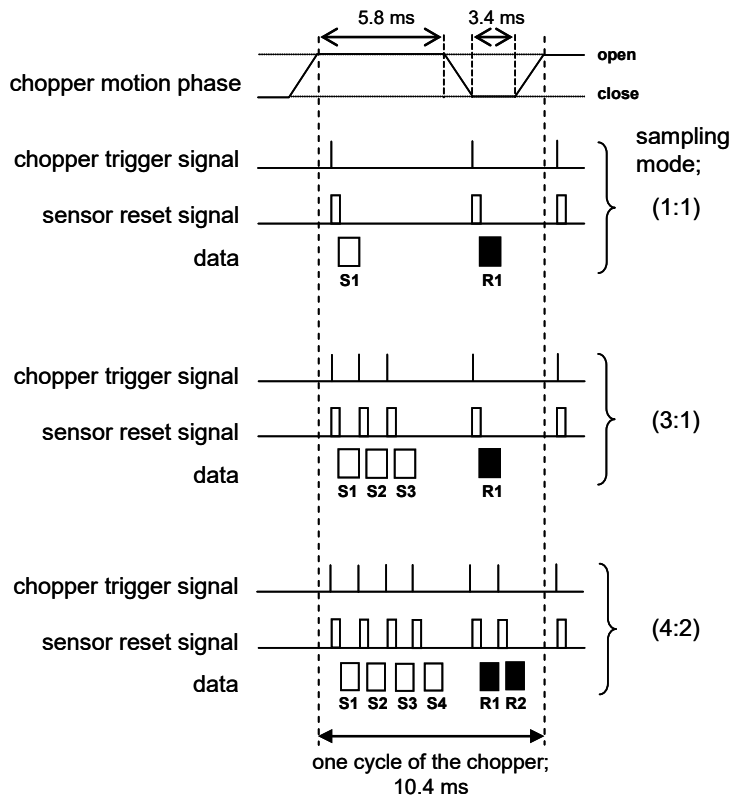 5.8 ms
3.4 ms
open
chopper motion phase
close
sampling
mode;
chopper trigger signal
sensor reset signal
(1:1)
data
S1
R1
chopper trigger signal
sensor reset signal
(3:1)
data
S1 S2 S3
R1
chopper trigger signal
sensor reset signal
(4:2)
data
S1 S2 S3 S4
R1 R2
one cycle of the chopper;
10.4 ms